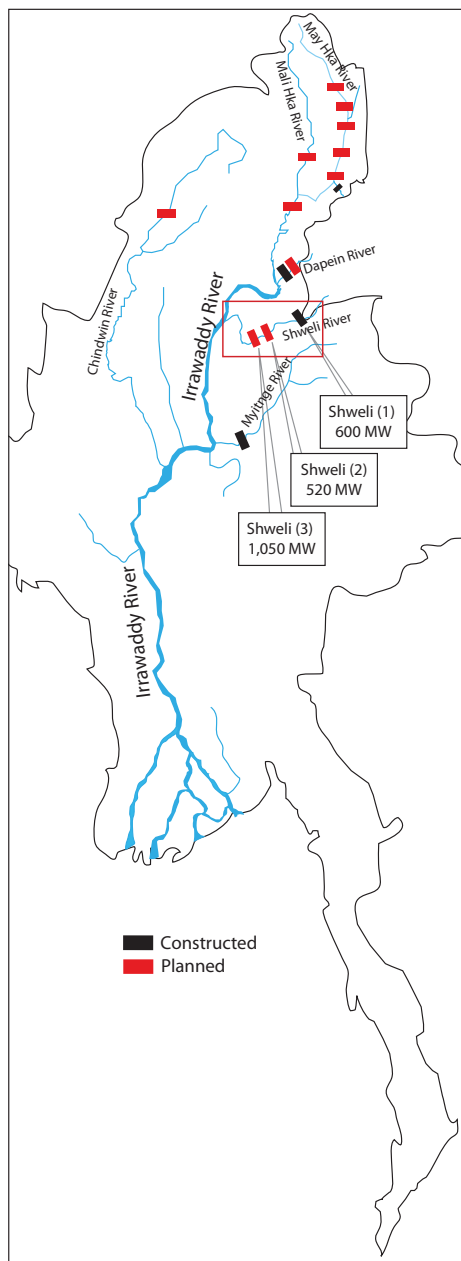 May Hka River
Mali Hka River
Dapein River
Chindwin River
Irrawaddy River
Shweli River
Myitnge River
Shweli (1)
600 MW
Shweli (2)
520 MW
Shweli (3)
1,050 MW
Irrawaddy River
Constructed
Planned